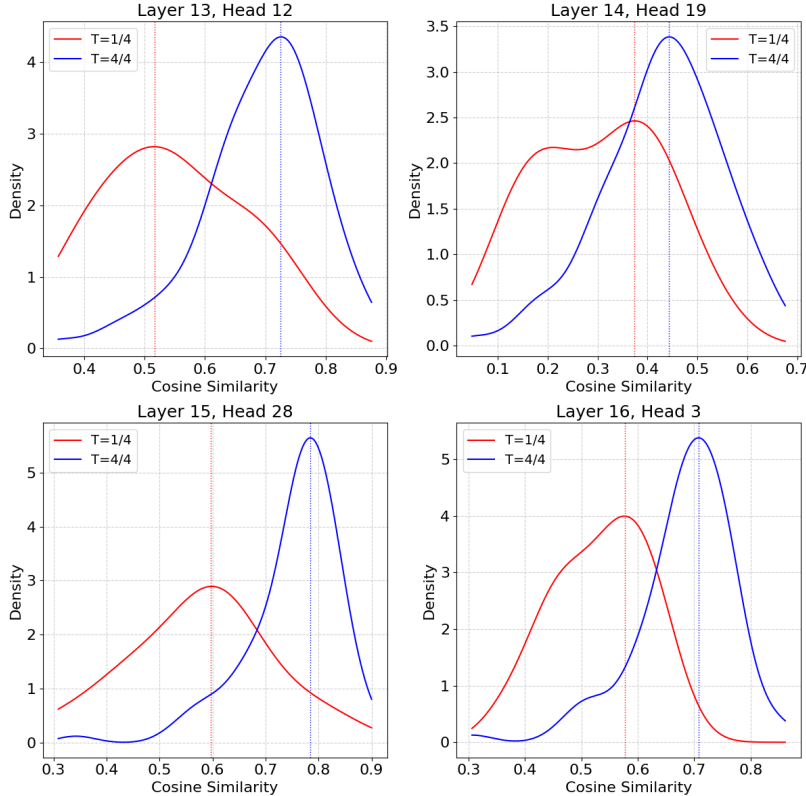 Layer 13, Head 12
T=1/4
T=4/4
Density
4
3
2
1
0
0.4 0.5 0.6 0.7 0.8 0.9
Cosine Similarity
Layer 14, Head 19
T=1/4
T=4/4
Density
3.5
3.0
2.5
2.0
1.5
1.0
0.5
0.0
0.1 0.2 0.3 0.4 0.5 0.6 0.7
Cosine Similarity
Layer 15, Head 28
T=1/4
T=4/4
Density
5
4
3
2
1
0
0.3 0.4 0.5 0.6 0.7 0.8 0.9
Cosine Similarity
Layer 16, Head 3
T=1/4
T=4/4
Density
5
4
3
2
1
0
0.3 0.4 0.5 0.6 0.7 0.8
Cosine Similarity